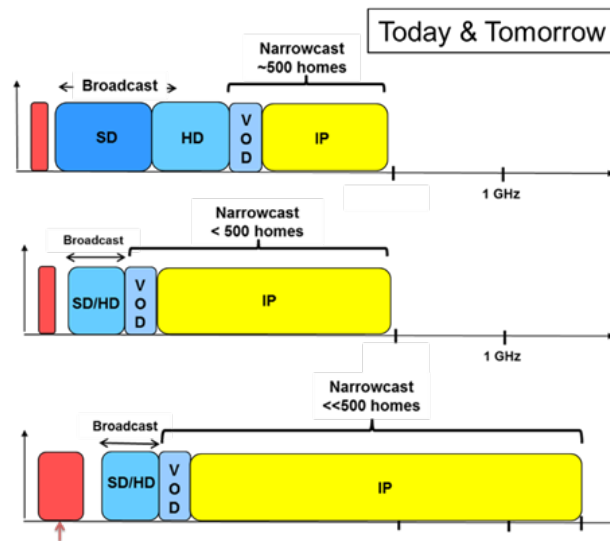 Today & Tomorrow
Narrowcast
~500 homes
Broadcast
SD
HD
V
O
D
IP
1 GHz
Narrowcast
< 500 homes
Broadcast
SD/HD
V
O
D
IP
1 GHz
Narrowcast
<<500 homes
Broadcast
SD/HD
V
O
D
IP